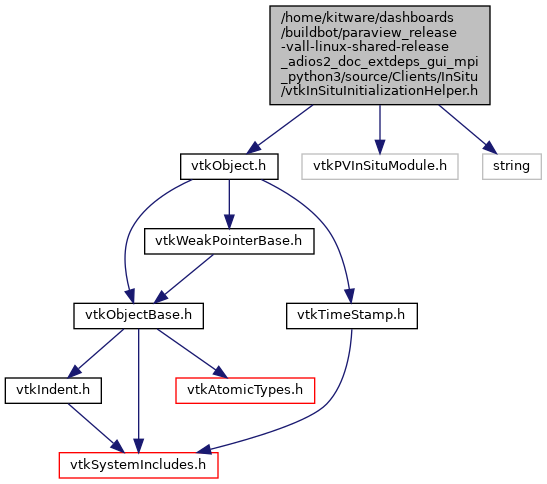 /home/kitware/dashboards
/buildbot/paraview_release
-vall-linux-shared-release
_adios2_doc_extdeps_gui_mpi
_python3/source/Clients/InSitu
/vtkInSituInitializationHelper.h
vtkObject.h
vtkPVInSituModule.h
string
vtkWeakPointerBase.h
vtkObjectBase.h
vtkTimeStamp.h
vtkIndent.h
vtkAtomicTypes.h
vtkSystemIncludes.h